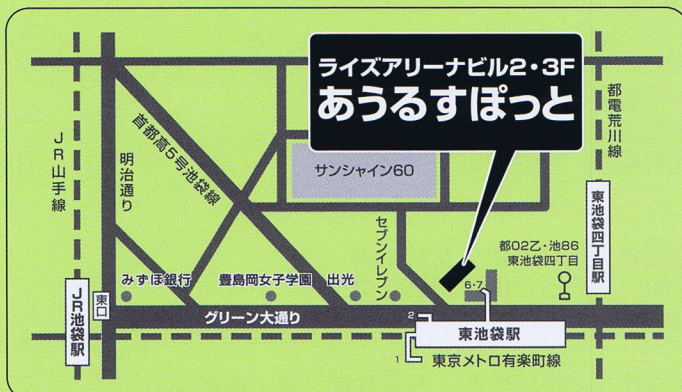 ライズアリーナビル2・3F
あうるすぽっと
都電荒川線
JR山手線
明治通り
首都高5号池袋線
サンシャイン60
セブンイレブン
東池袋四丁目駅
都02乙・池86
東池袋四丁目
みずほ銀行
豊島岡女子学園
出光
6・7
JR池袋駅
東口
グリーン大通り
2
東池袋駅
1
東京メトロ有楽町線